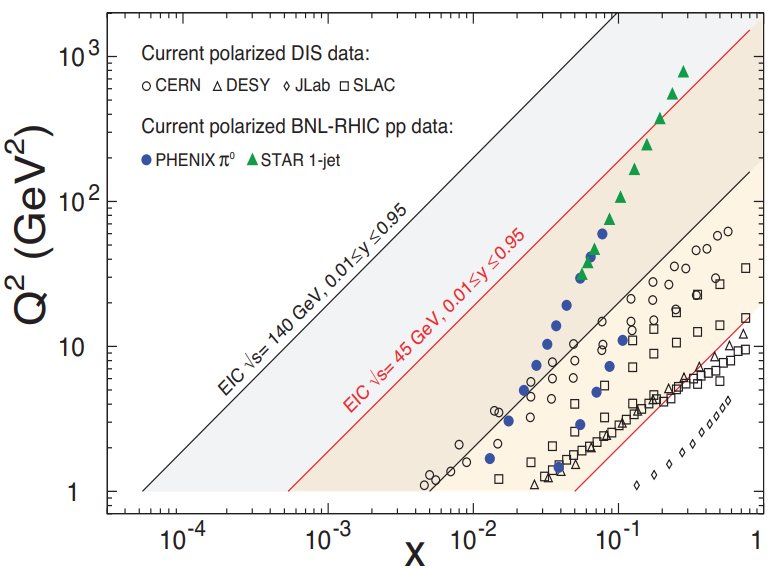 Current polarized DIS data:
○ CERN △ DESY ◊ JLab □ SLAC
Current polarized BNL-RHIC pp data:
● PHENIX π⁰ ▲ STAR 1-jet
EIC √s= 140 GeV, 0.01≤y≤0.95
EIC √s= 45 GeV, 0.01≤y≤0.95
Q² (GeV²)
10³
10²
10
1
10⁻⁴ 10⁻³ 10⁻² 10⁻¹ 1
x